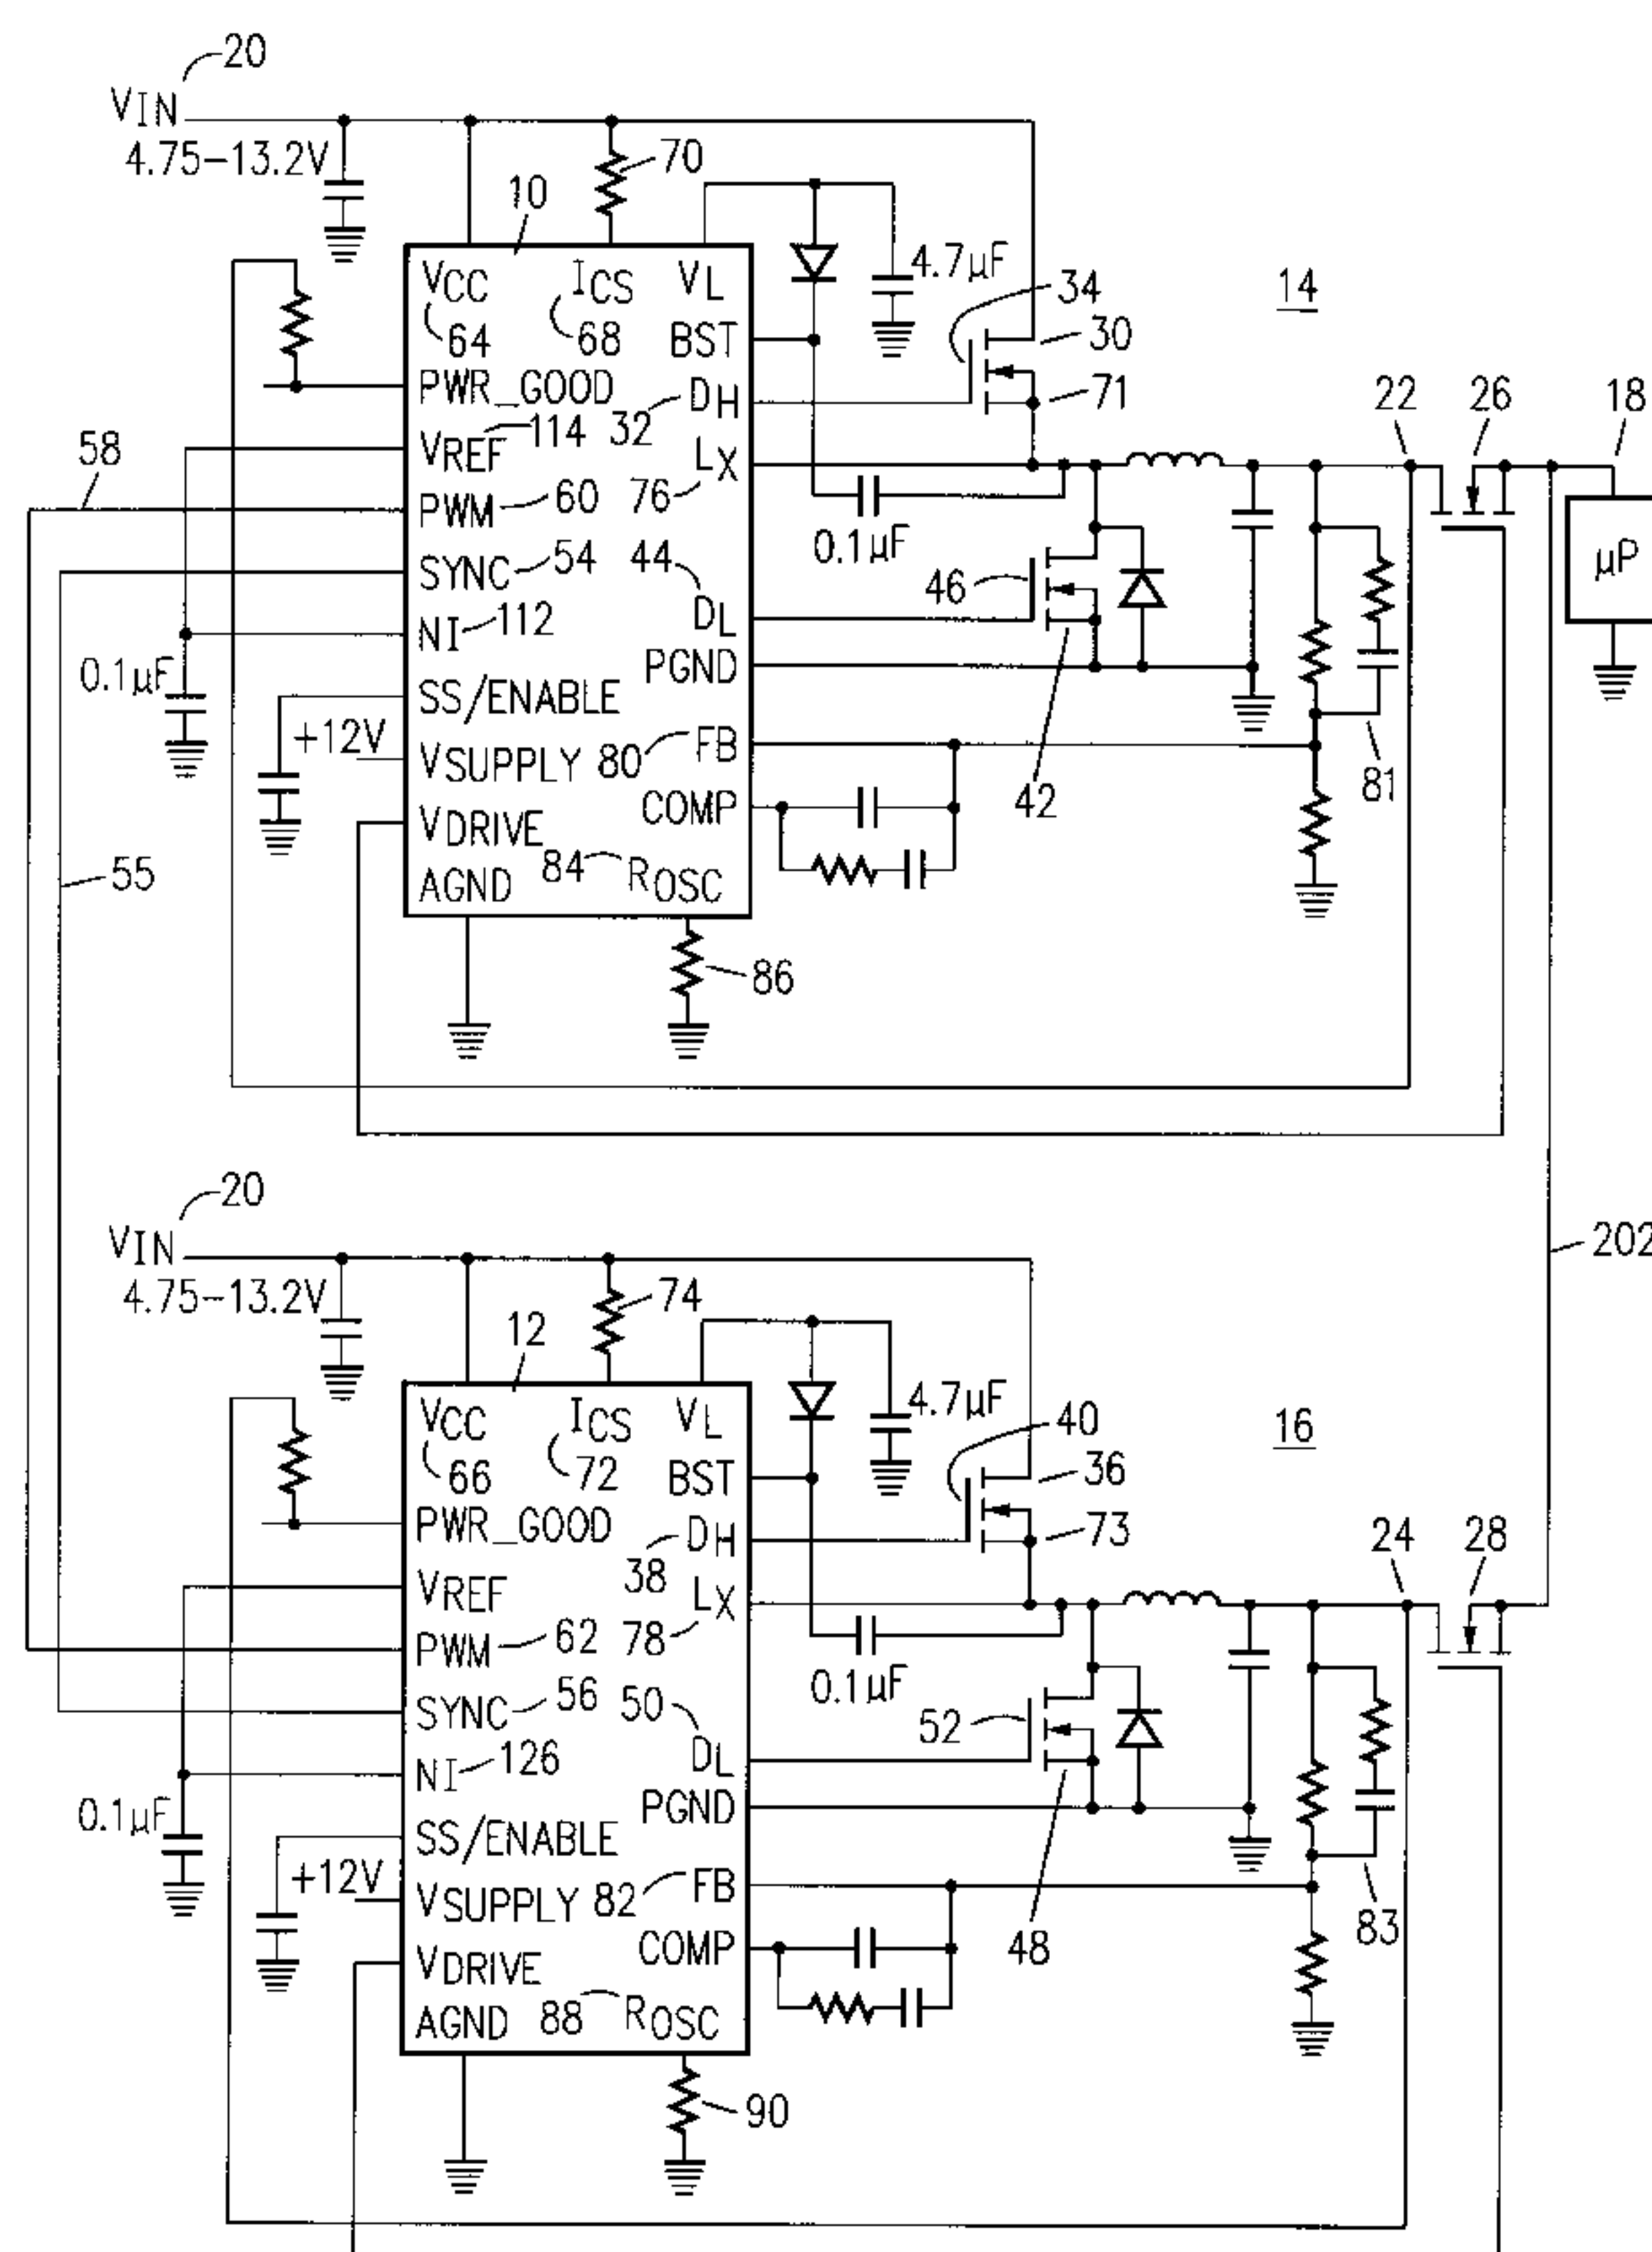 20
VIN
4.75-13.2V
70
10
4.7μF
VCC
ICS
VL
34
14
64
68
BST
30
PWR_GOOD
32
DH
71
22
26
18
58
VREF
114
LX
PWM
60
76
0.1μF
μP
SYNC
54
44
46
NI
112
DL
0.1μF
PGND
SS/ENABLE
+12V
VSUPPLY
80
FB
42
81
COMP
VDRIVE
55
84
ROSC
AGND
86
20
VIN
202
4.75-13.2V
74
12
4.7μF
VCC
ICS
VL
40
16
66
72
BST
36
PWR_GOOD
DH
73
24
28
38
VREF
LX
PWM
62
78
0.1μF
SYNC
56
50
52
NI
126
DL
0.1μF
PGND
SS/ENABLE
+12V
VSUPPLY
82
FB
83
COMP
48
VDRIVE
88
ROSC
AGND
90